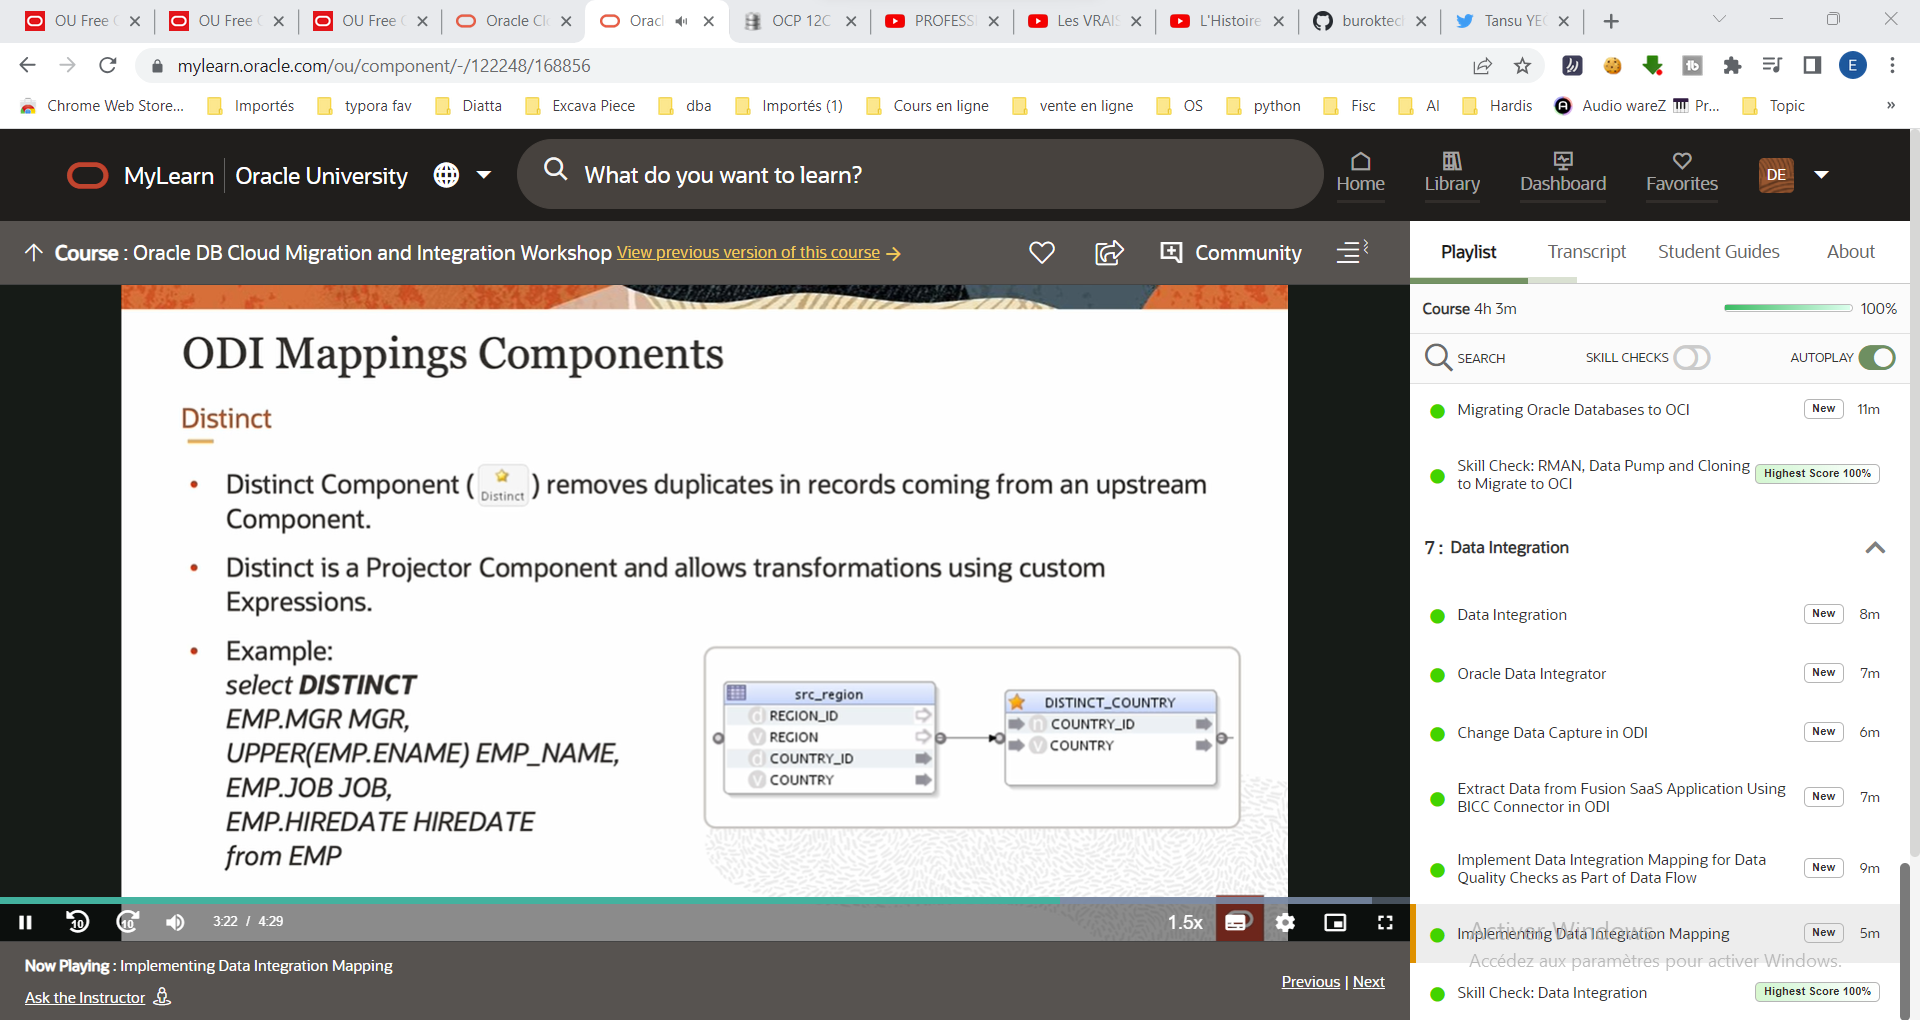 OU Free
OU Free
OU Free
Oracle Cl
Oracl
OCP 12C
PROFESSI
Les VRAI
L'Histoire
buroktec
Tansu YE
mylearn.oracle.com/ou/component/-/122248/168856
E
Chrome Web Store...
Importés
typora fav
Diatta
Excava Piece
dba
Importés (1)
Cours en ligne
vente en ligne
OS
python
Fisc
AI
Hardis
Audio wareZ
Pr...
Topic
»
MyLearn
Oracle University
What do you want to learn?
Home
Library
Dashboard
Favorites
DE
Course : Oracle DB Cloud Migration and Integration Workshop View previous version of this course
Community
Playlist
Transcript
Student Guides
About
Course 4h 3m
100%
SEARCH
SKILL CHECKS
AUTOPLAY
ODI Mappings Components
Distinct
• Distinct Component ( Distinct ) removes duplicates in records coming from an upstream
Component.
• Distinct is a Projector Component and allows transformations using custom
Expressions.
• Example:
select DISTINCT
EMP.MGR MGR,
UPPER(EMP.ENAME) EMP_NAME,
EMP.JOB JOB,
EMP.HIREDATE HIREDATE
from EMP
src_region
REGION_ID
REGION
COUNTRY_ID
COUNTRY
DISTINCT_COUNTRY
COUNTRY_ID
COUNTRY
3:22 / 4:29
1.5x
Now Playing : Implementing Data Integration Mapping
Ask the Instructor
Previous | Next
Migrating Oracle Databases to OCI
New
11m
Skill Check: RMAN, Data Pump and Cloning
to Migrate to OCI
Highest Score 100%
7 : Data Integration
Data Integration
New
8m
Oracle Data Integrator
New
7m
Change Data Capture in ODI
New
6m
Extract Data from Fusion SaaS Application Using
BICC Connector in ODI
New
7m
Implement Data Integration Mapping for Data
Quality Checks as Part of Data Flow
New
9m
Implementing Data Integration Mapping
New
5m
Activer Windows
Accédez aux paramètres pour activer Windows.
Skill Check: Data Integration
Highest Score 100%